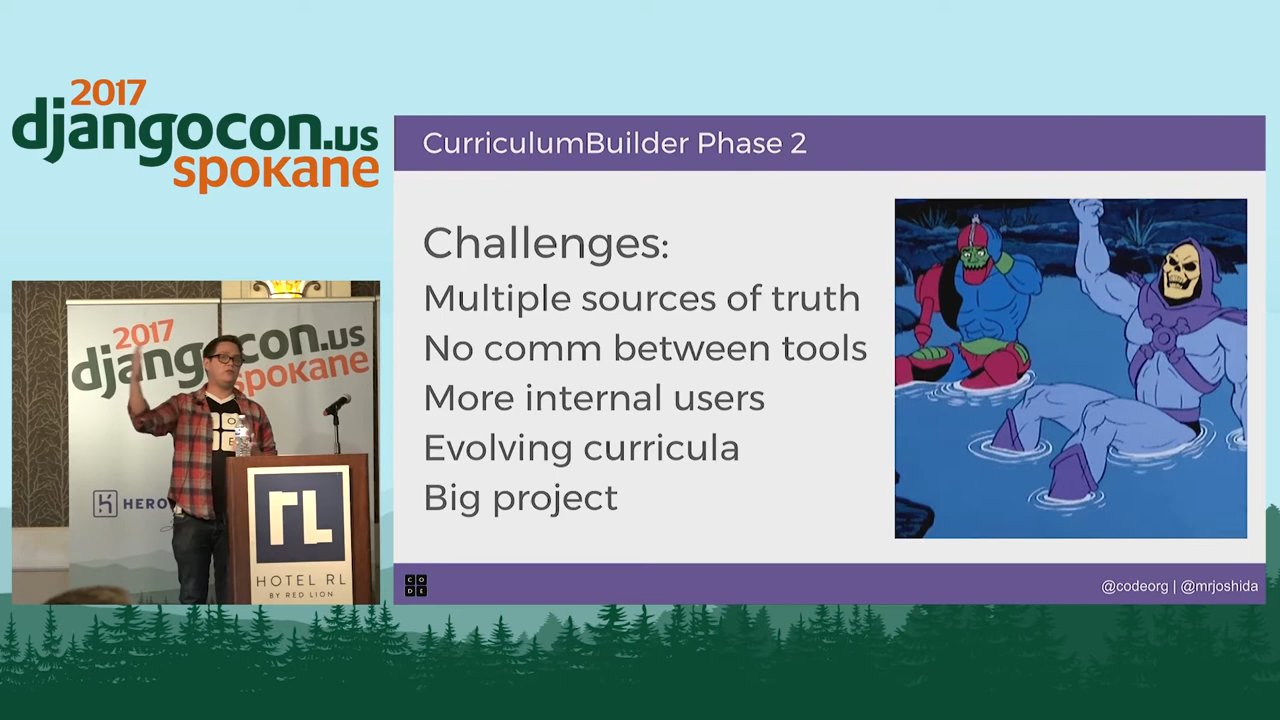 2017
djangocon.us
spokane
CurriculumBuilder Phase 2
Challenges:
Multiple sources of truth
No comm between tools
More internal users
Evolving curricula
Big project
CODE
@codeorg | @mrjoshida
2017
djangocon.us
spokane
HERO
O
E
rL
HOTEL RL
BY RED LION